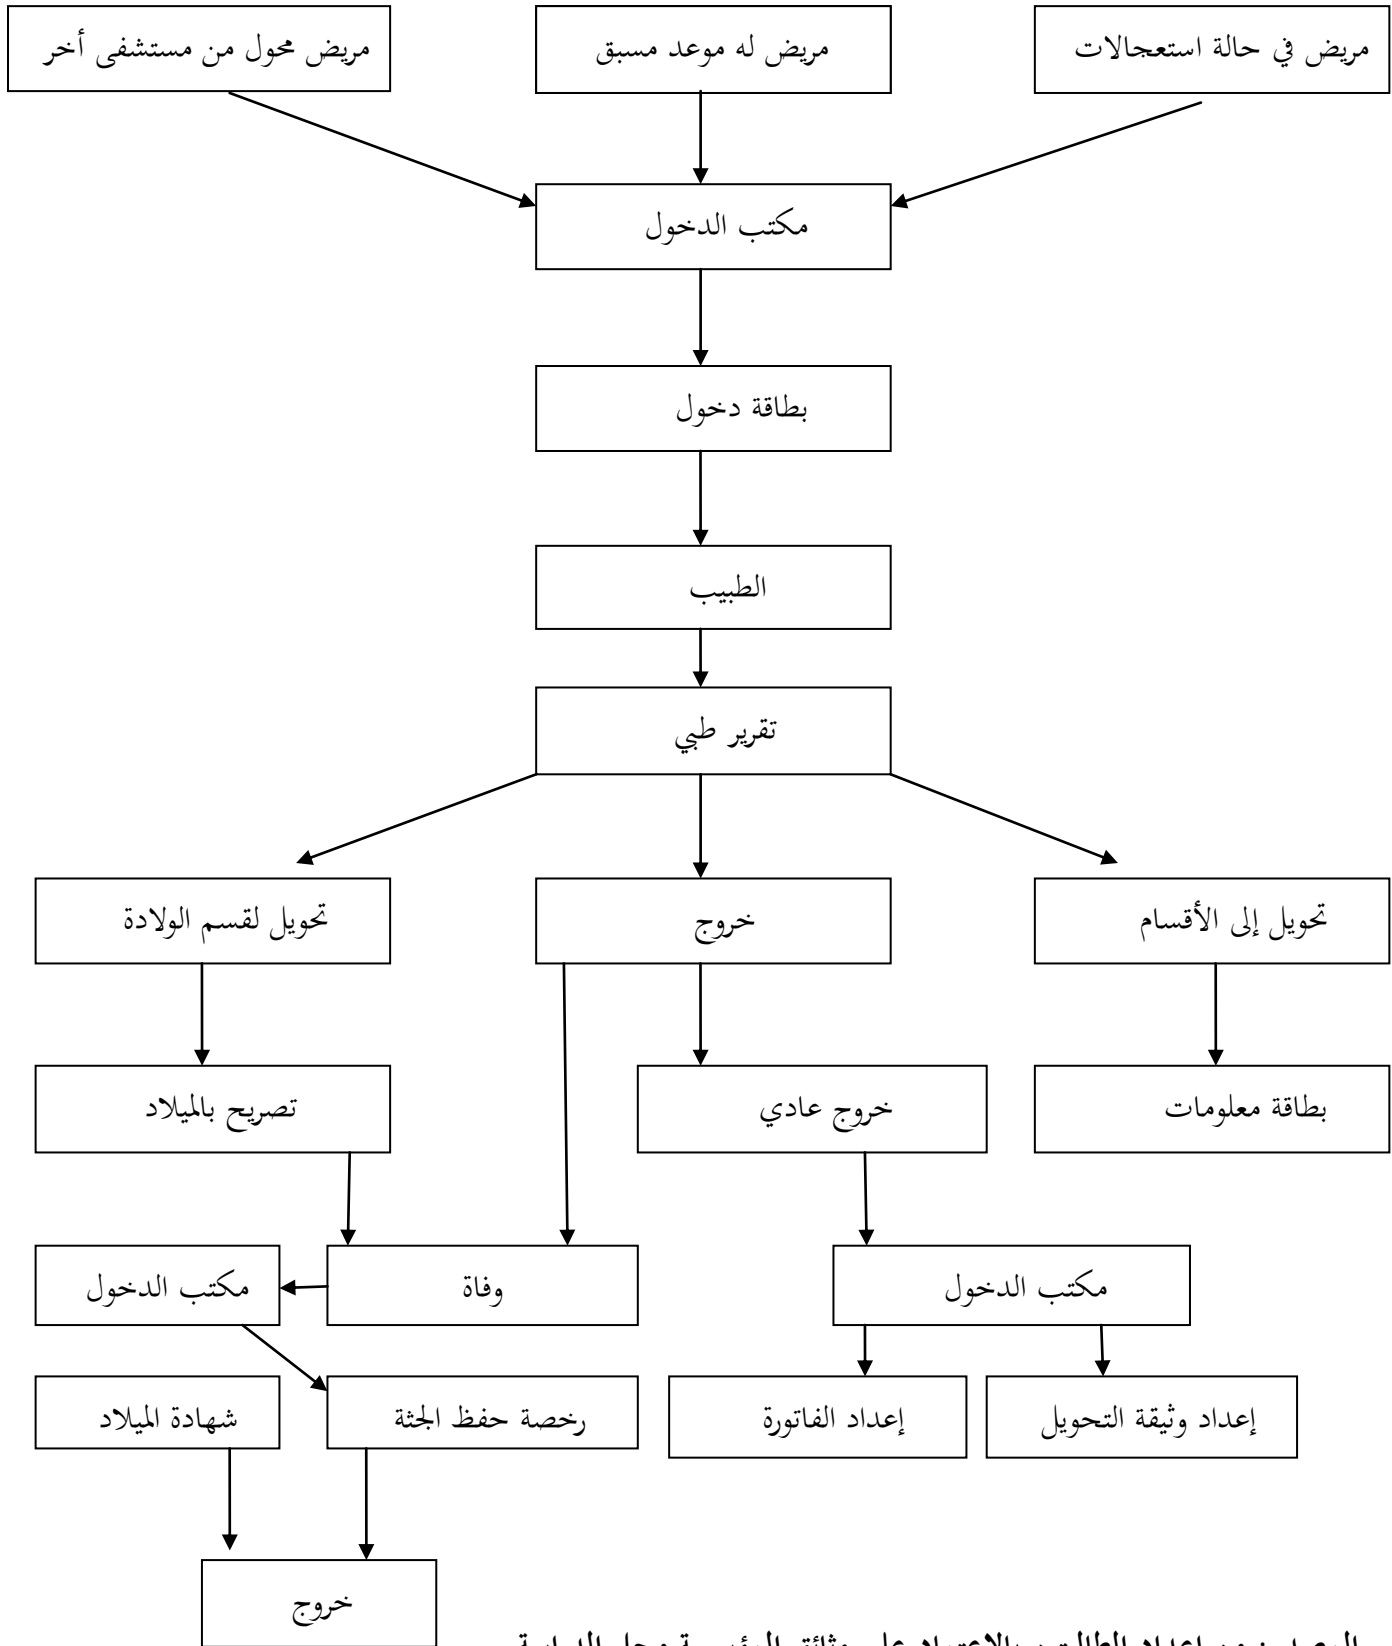 مريض في حالة استعجالات
مريض له موعد مسبق
مريض محول من مستشفى أخر
مكتب الدخول
بطاقة دخول
الطبيب
تقرير طبي
تحويل إلى الأقسام
خروج
تحويل لقسم الولادة
بطاقة معلومات
خروج عادي
تصريح بالميلاد
مكتب الدخول
وفاة
مكتب الدخول
إعداد وثيقة التحويل
إعداد الفاتورة
رخصة حفظ الجثة
شهادة الميلاد
خروج